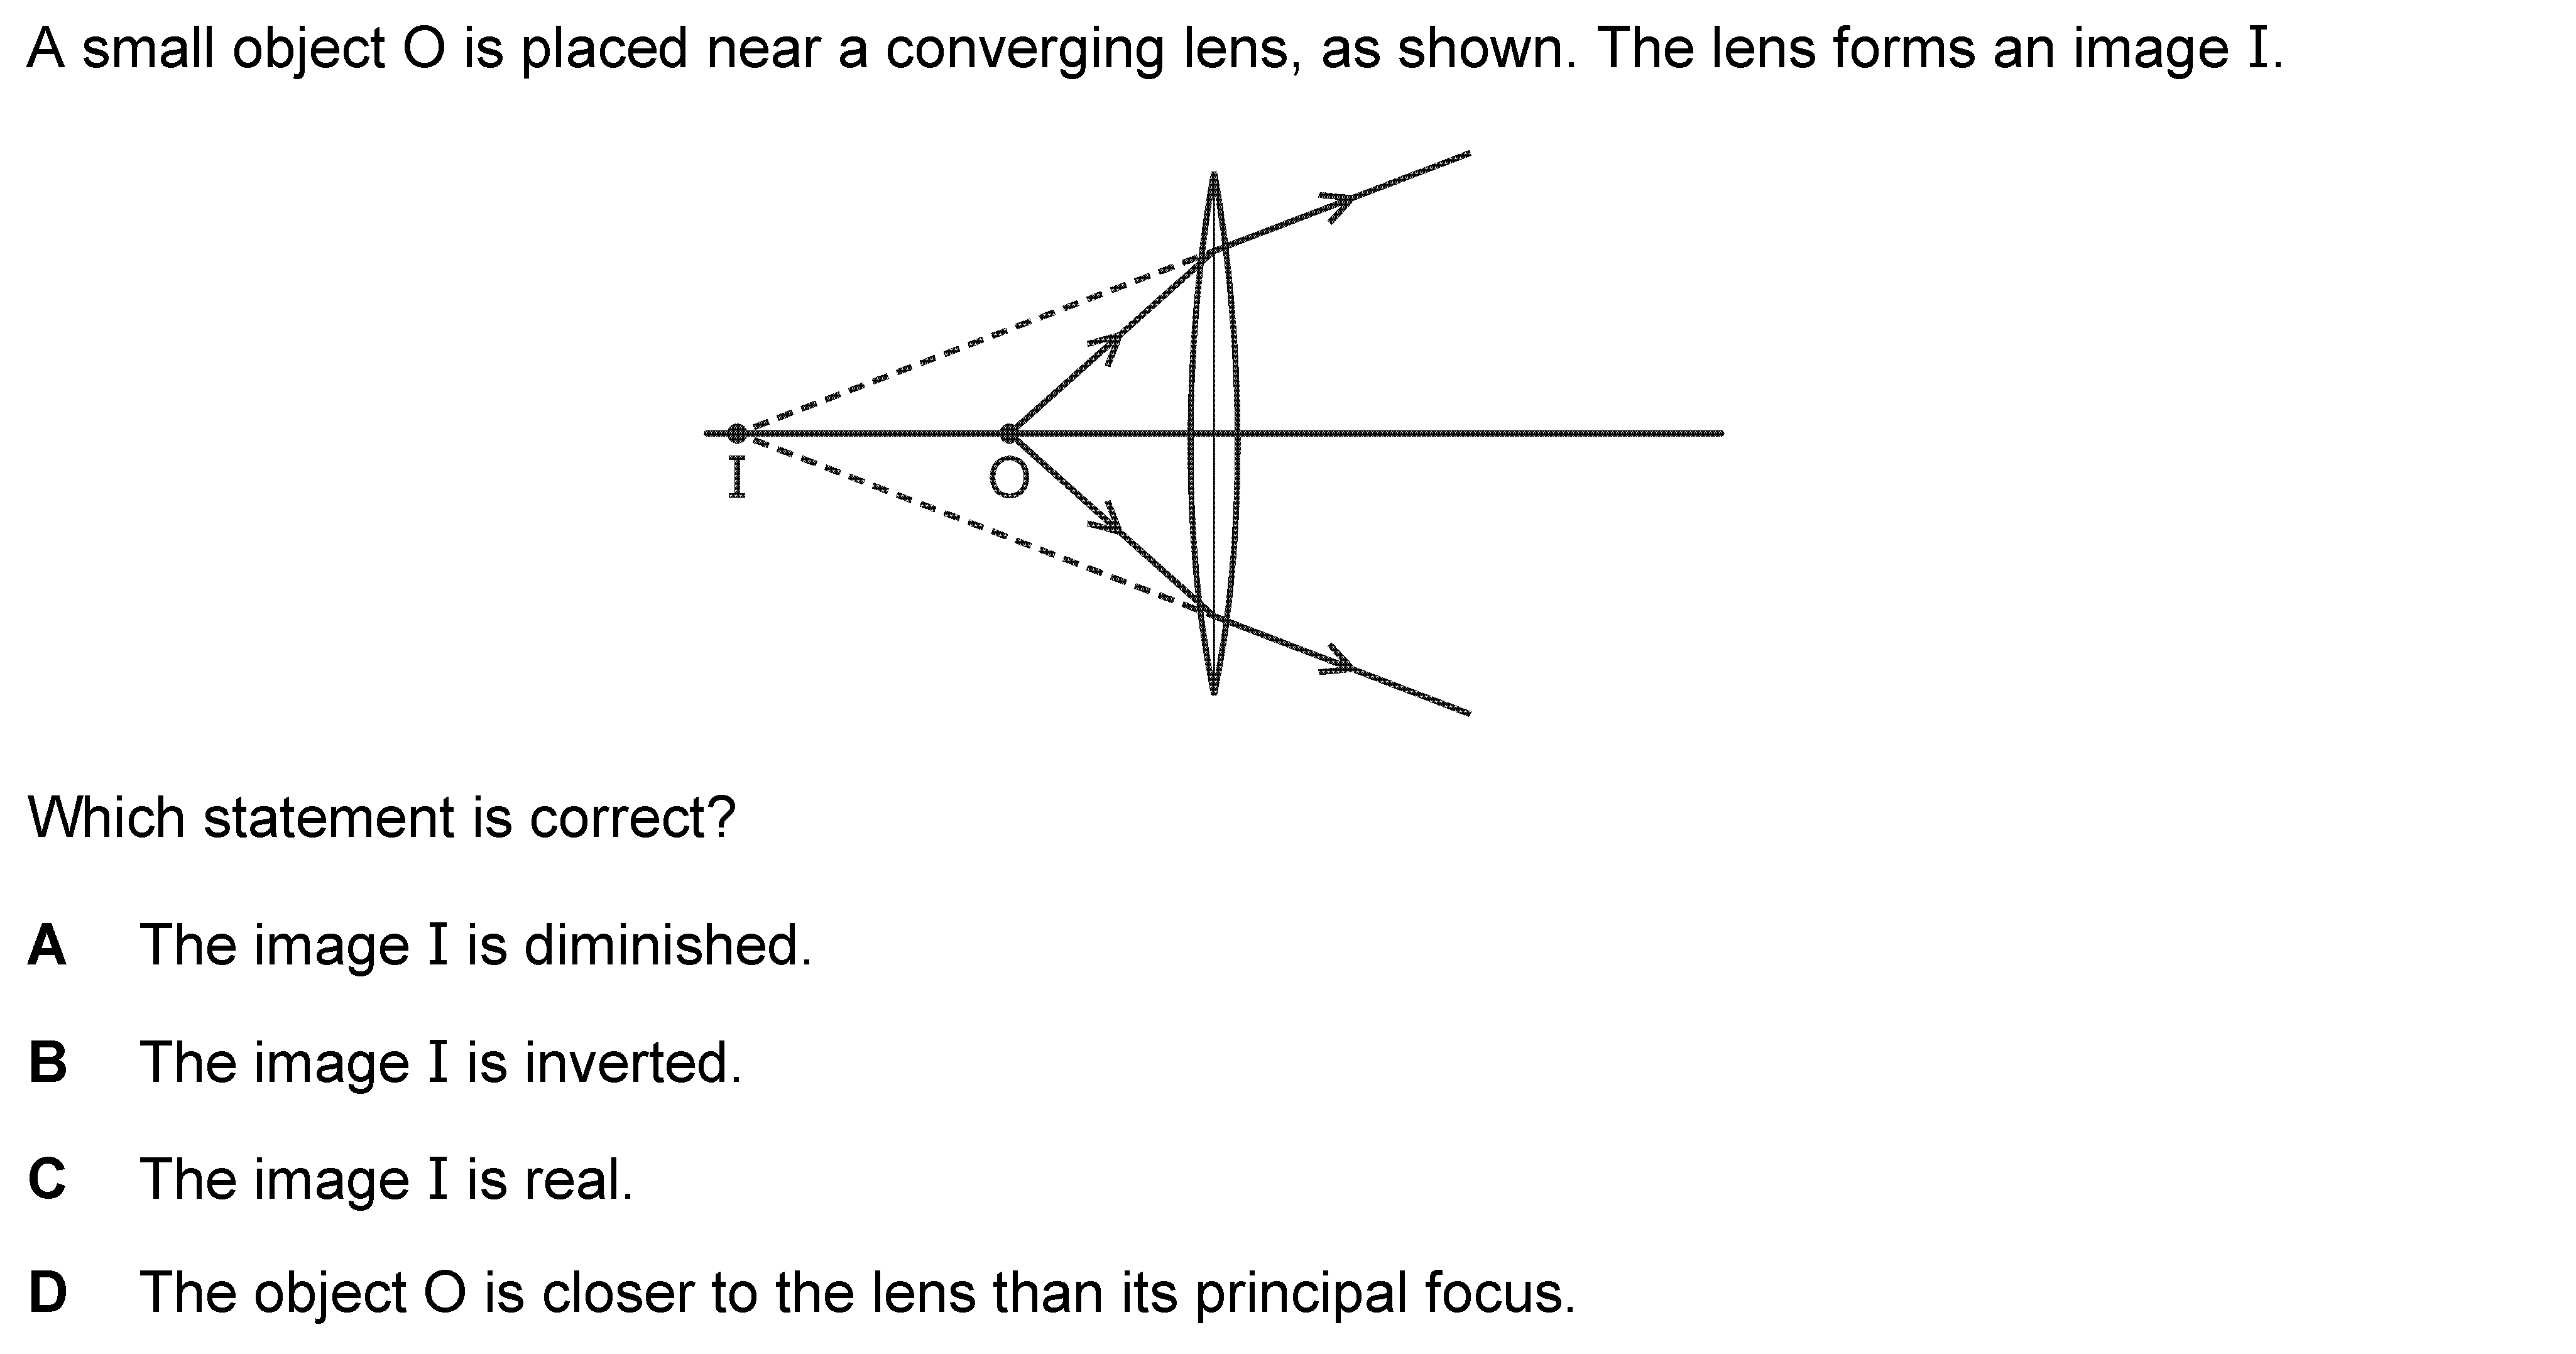 A small object O is placed near a converging lens, as shown. The lens forms an image I.
I
O
Which statement is correct?
A The image I is diminished.
B The image I is inverted.
C The image I is real.
D The object O is closer to the lens than its principal focus.